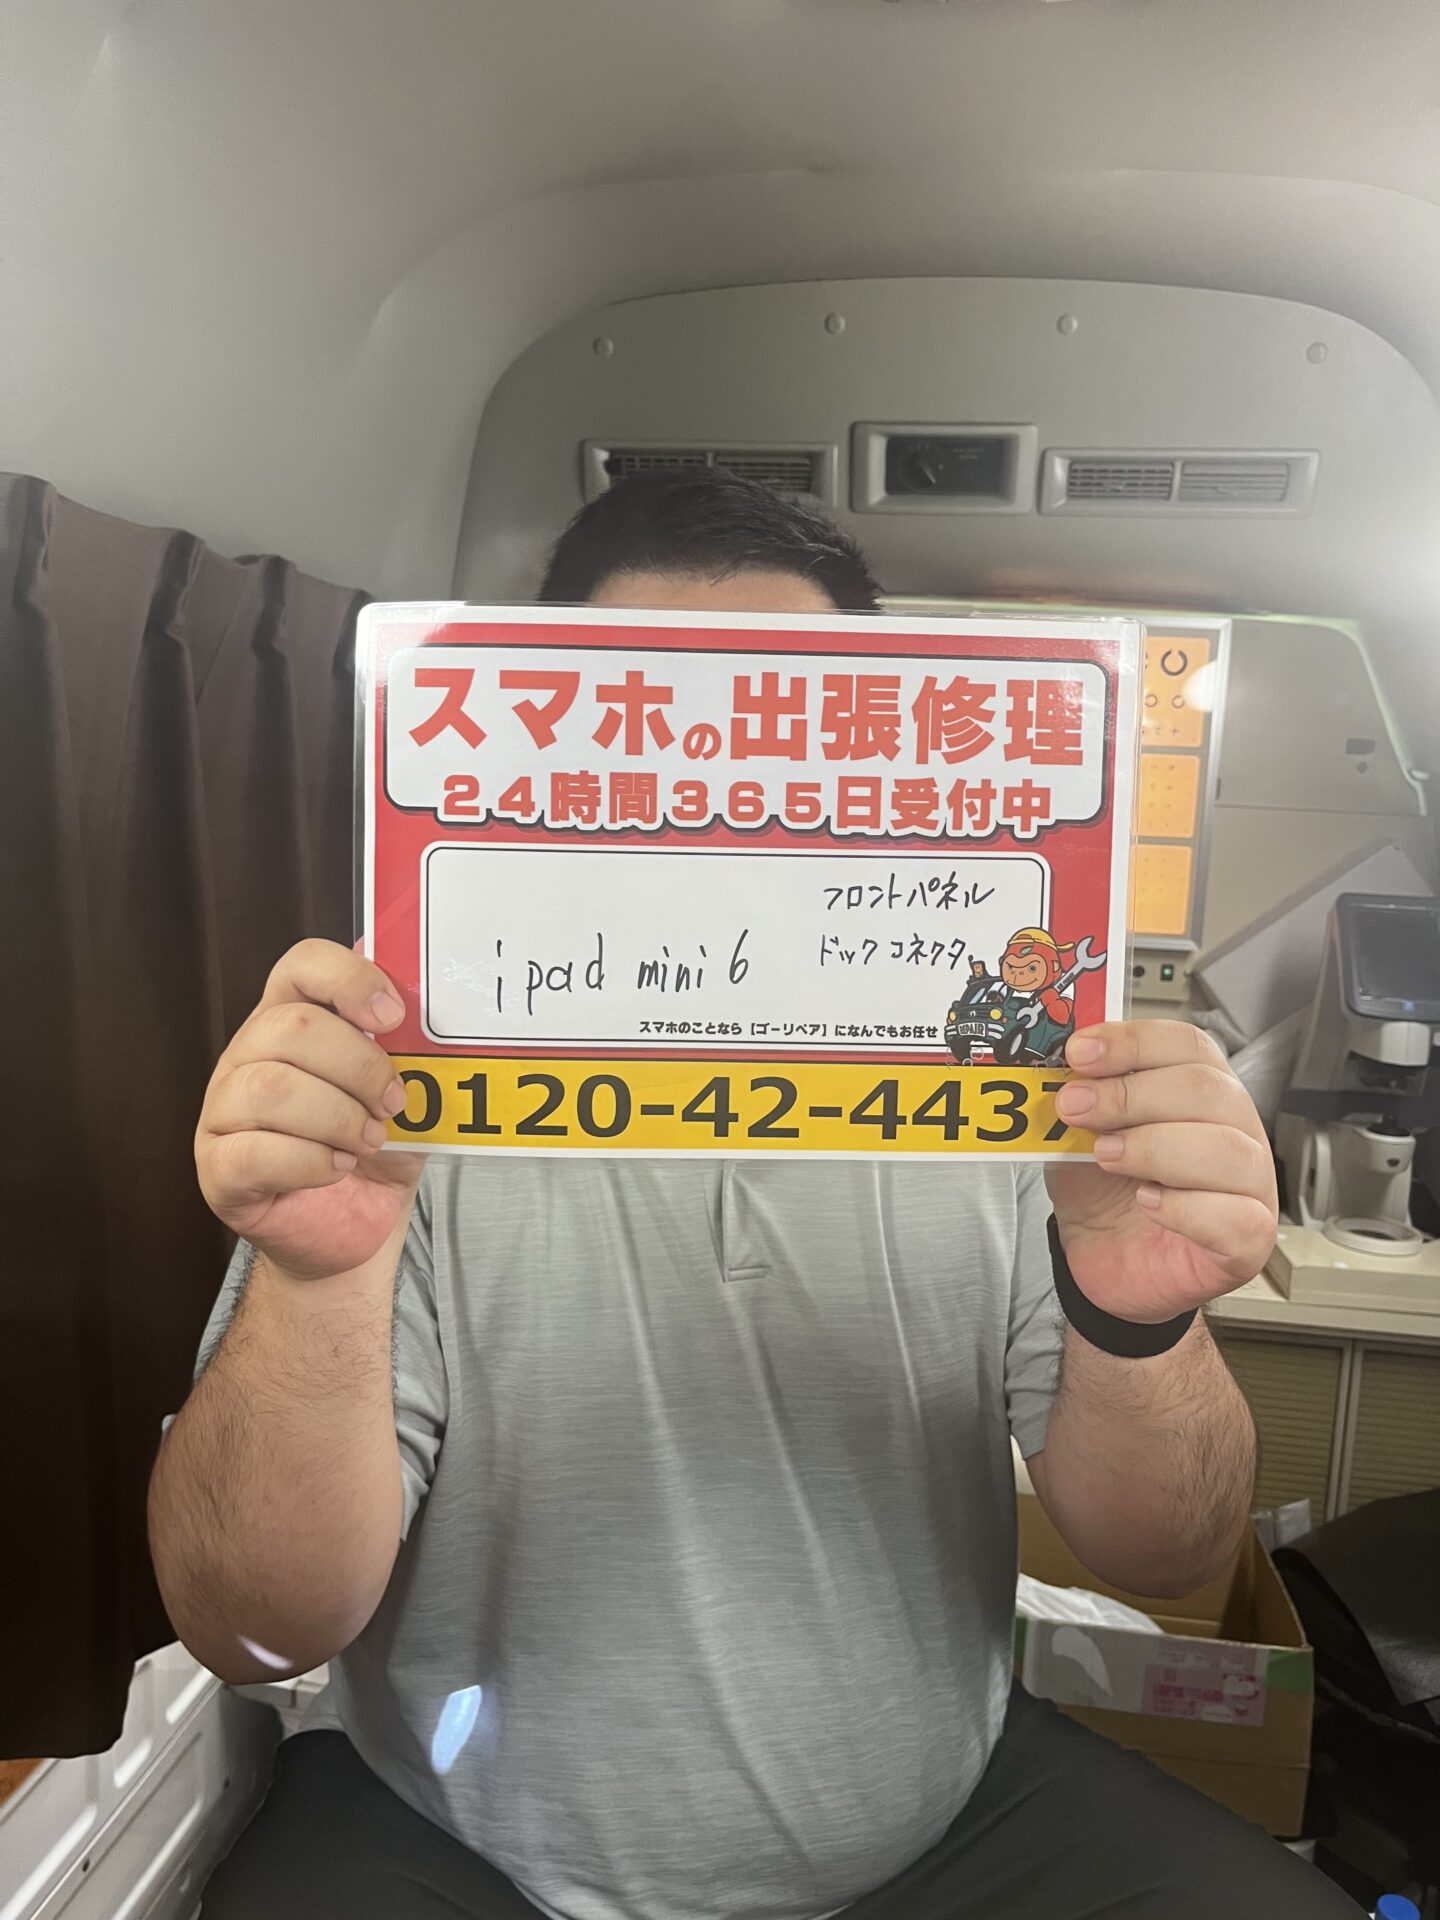 スマホの出張修理
24時間365日受付中
フロントパネル
ipad mini 6
ドックコネクタ
スマホのことなら【ゴーリペア】になんでもお任せ
REPAIR
0120-42-4437